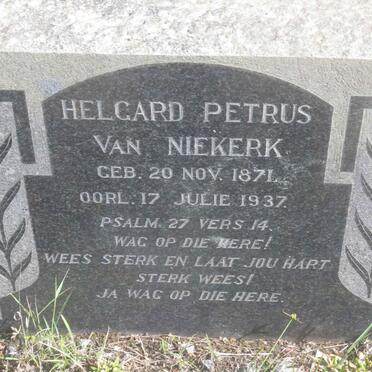 HELGARD PETRUS
VAN NIEKERK
GEB. 20 NOV. 1871.
OORL. 17 JULIE 1937.
PSALM 27 VERS 14.
WAG OP DIE HERE!
WEES STERK EN LAAT JOU HART
STERK WEES!
JA WAG OP DIE HERE.